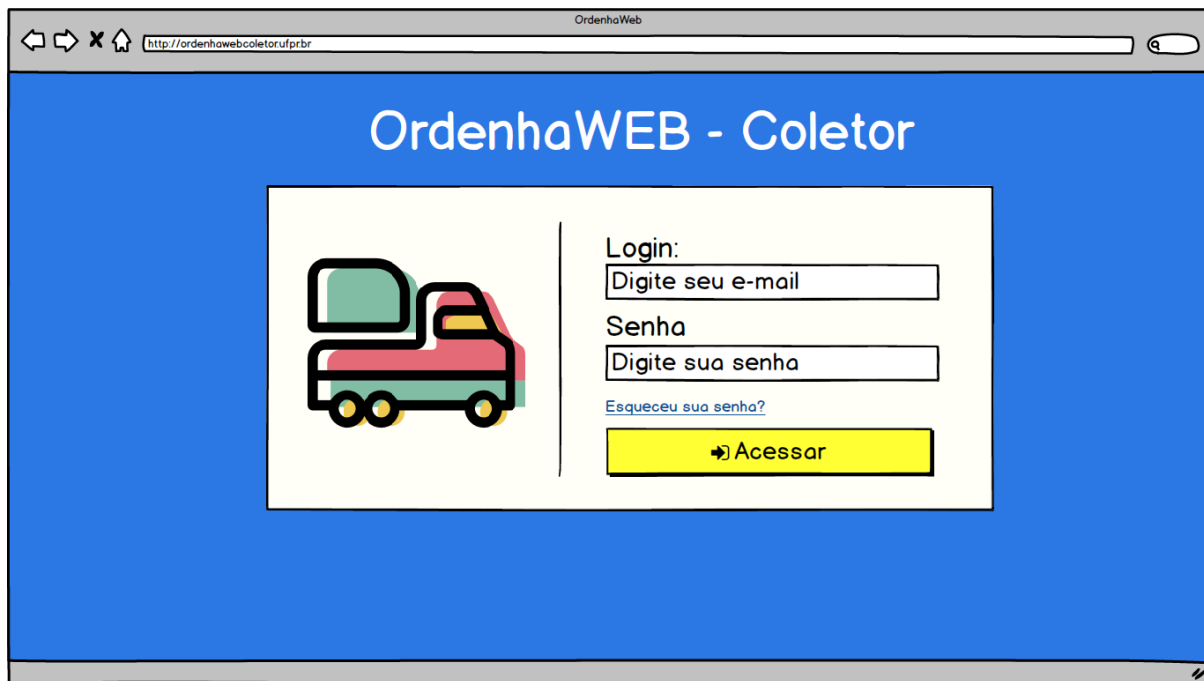 OrdenhaWeb
http://ordenhawebcoletor.ufpr.br
OrdenhaWEB - Coletor
Login:
Digite seu e-mail
Senha
Digite sua senha
Esqueceu sua senha?
Acessar